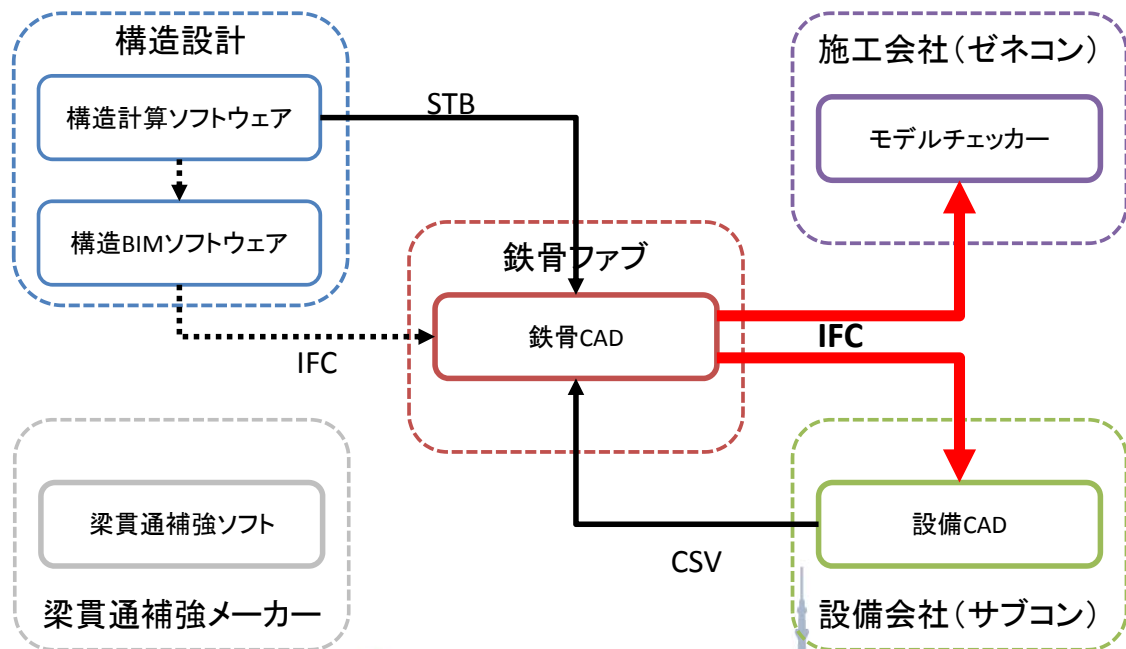 構造設計
構造計算ソフトウェア
構造BIMソフトウェア
STB
IFC
施工会社(ゼネコン)
モデルチェッカー
鉄骨ファブ
鉄骨CAD
IFC
梁貫通補強ソフト
梁貫通補強メーカー
CSV
設備CAD
設備会社(サブコン)